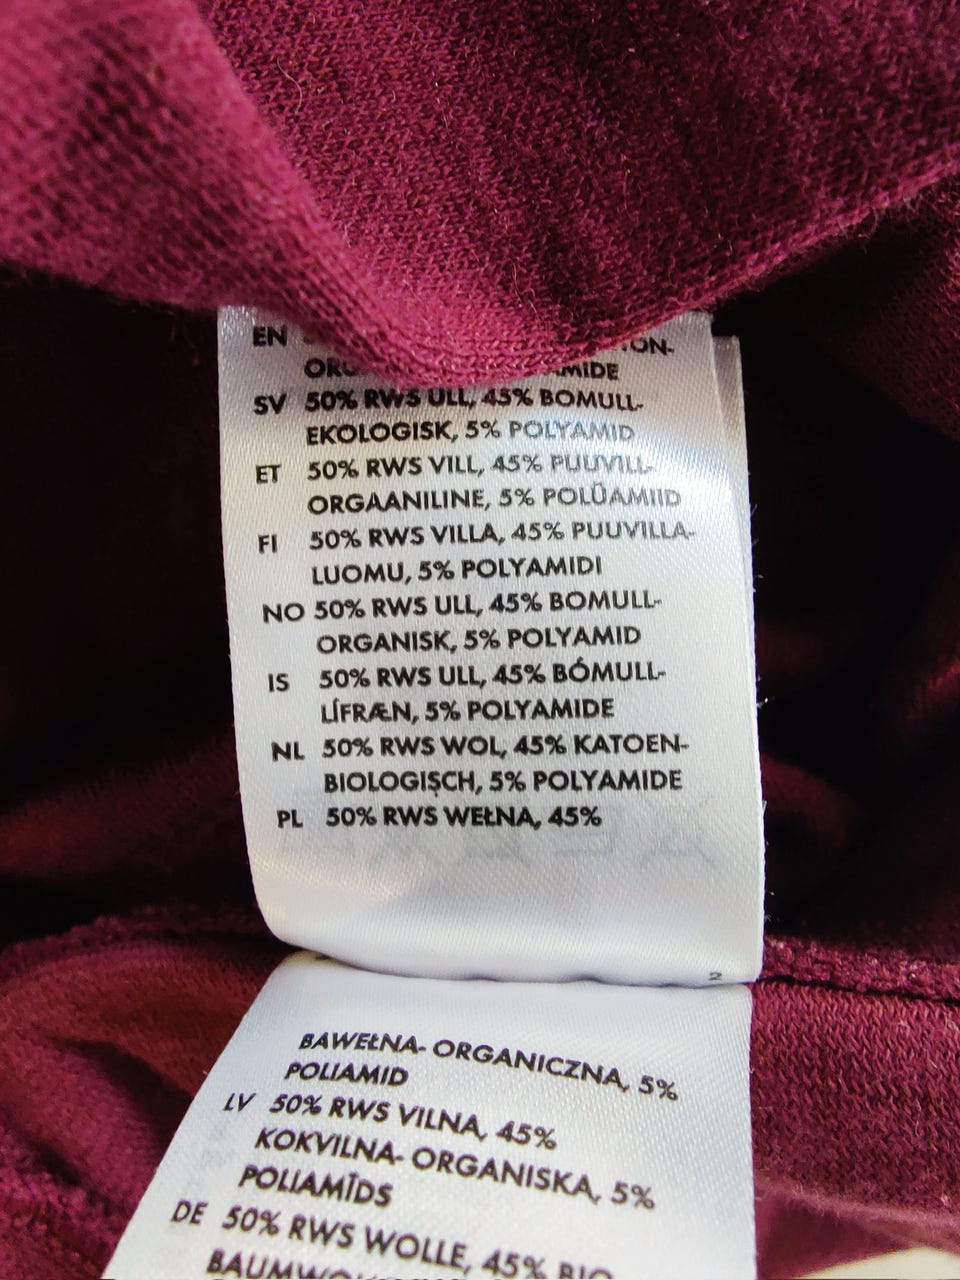 EN
SV 50% RWS ULL, 45% BOMULL-
EKOLOGISK, 5% POLYAMID
ET 50% RWS VILL, 45% PUUVILL-
ORGAANILINE, 5% POLÜAMIID
FI 50% RWS VILLA, 45% PUUVILLA-
LUOMU, 5% POLYAMIDI
NO 50% RWS ULL, 45% BOMULL-
ORGANISK, 5% POLYAMID
IS 50% RWS ULL, 45% BÓMULL-
LÍFRÆN, 5% POLYAMIDE
NL 50% RWS WOL, 45% KATOEN-
BIOLOGISCH, 5% POLYAMIDE
PL 50% RWS WEŁNA, 45%
2
BAWEŁNA- ORGANICZNA, 5%
POLIAMID
LV 50% RWS VILNA, 45%
KOKVILNA- ORGANISKA, 5%
POLIAMĪDS
DE 50% RWS WOLLE, 45% BIO